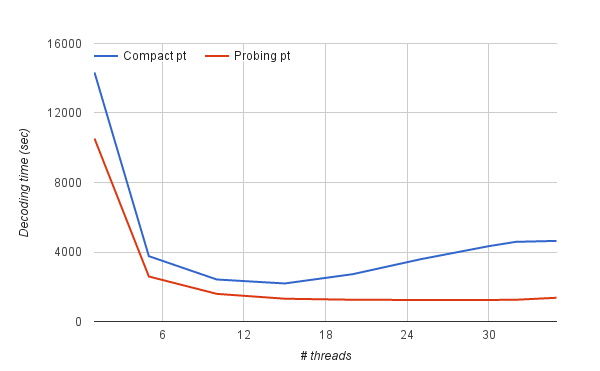 16000
Compact pt Probing pt
12000
8000
4000
0
Decoding time (sec)
6 12 18 24 30
# threads